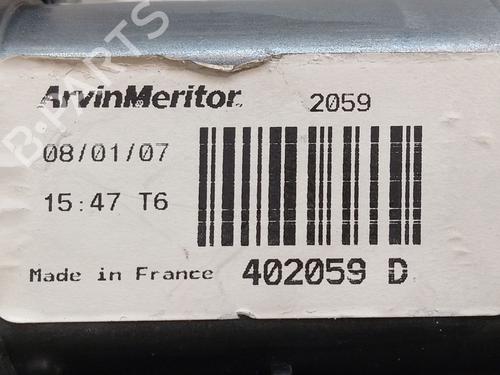 ArvinMeritor. 2059
08/01/07
15:47 T6
Made in France 402059 D
B-PARTS